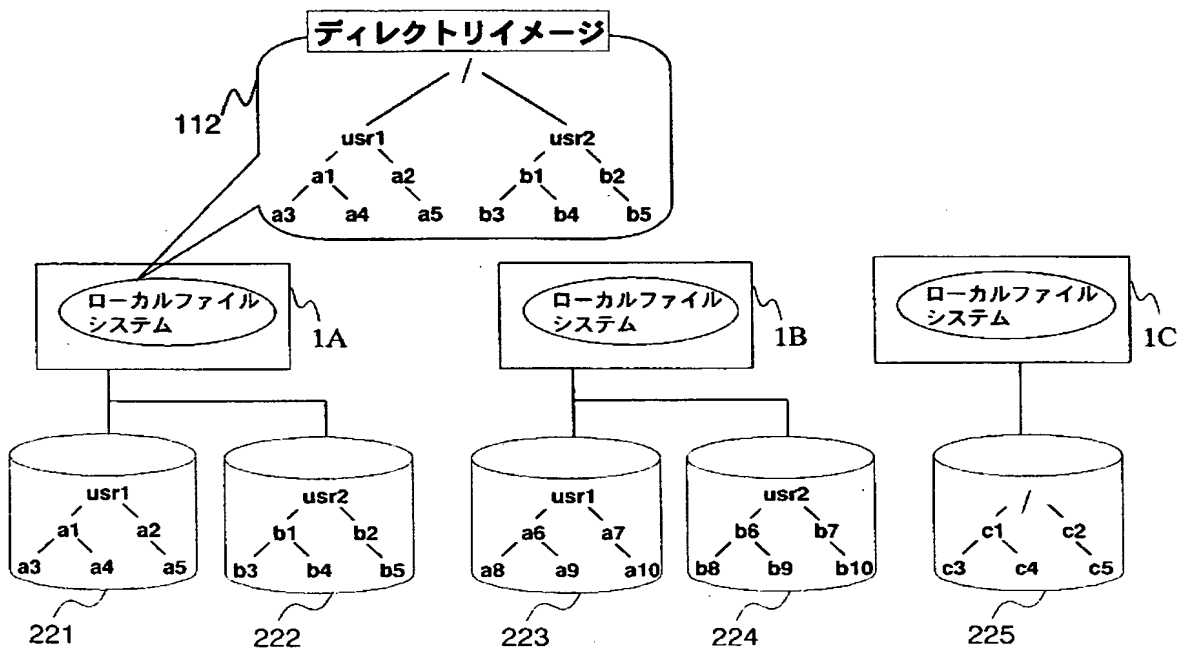 ディレクトリイメージ
/
112
usr1 usr2
a1 a2 b1 b2
a3 a4 a5 b3 b4 b5
ローカルファイル
システム
1A
ローカルファイル
システム
1B
ローカルファイル
システム
1C
usr1
a1 a2
a3 a4 a5
221
usr2
b1 b2
b3 b4 b5
222
usr1
a6 a7
a8 a9 a10
223
usr2
b6 b7
b8 b9 b10
224
/
c1 c2
c3 c4 c5
225